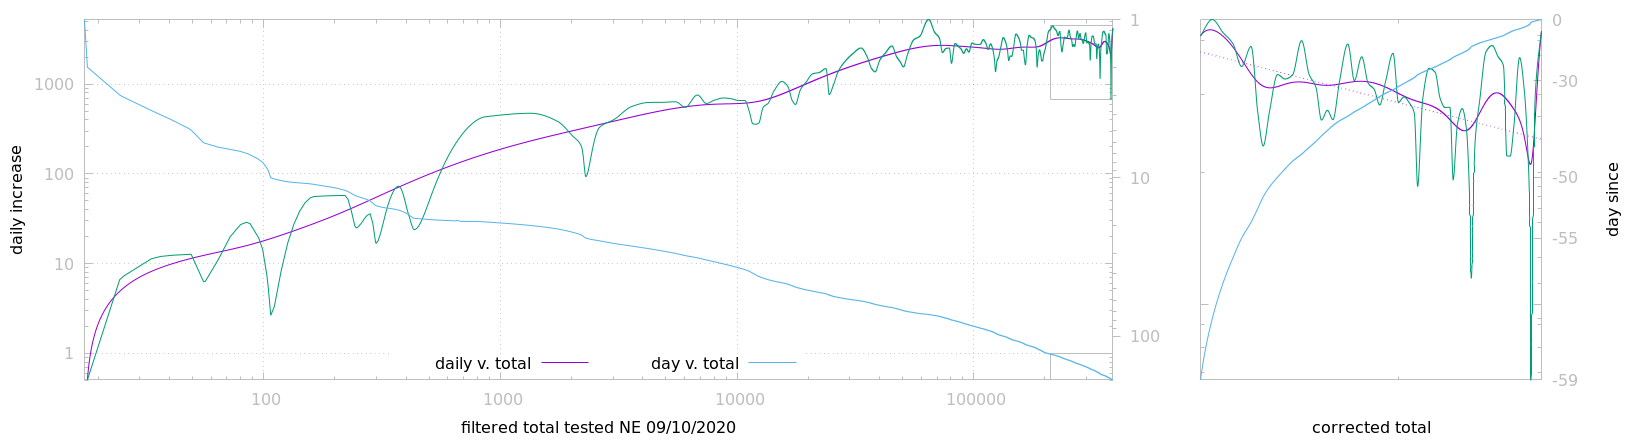 daily increase
1000
100
10
1
100
1000
10000
100000
1
10
100
daily v. total
day v. total
filtered total tested NE 09/10/2020
0
-30
-50
-55
-59
day since
corrected total